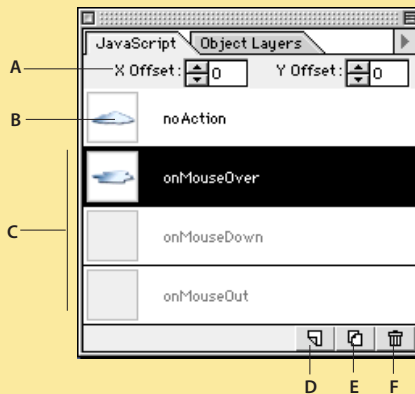 JavaScript Object Layers
A X Offset: 0 Y Offset: 0
B noAction
onMouseOver
C
onMouseDown
onMouseOut
D E F